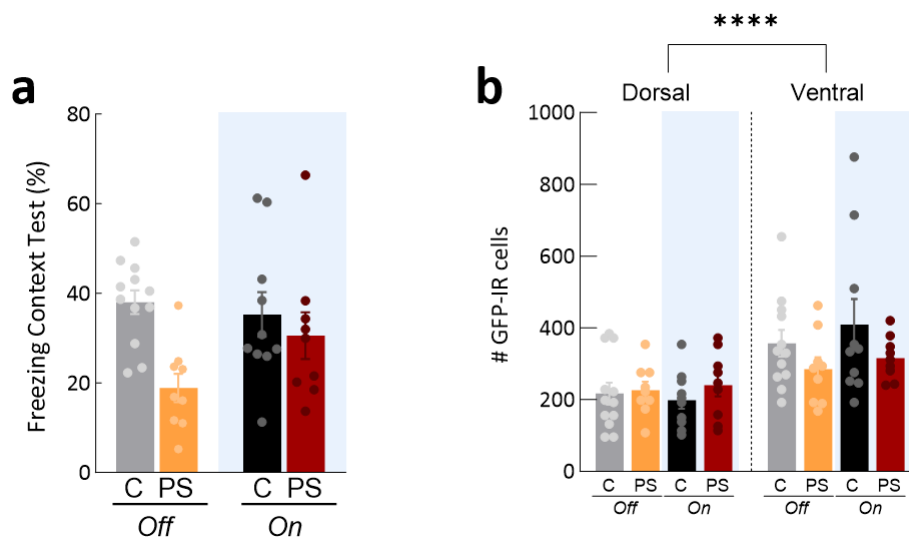 a
Freezing Context Test (%)
80
60
40
20
0
C PS C PS
Off On
b
****
Dorsal Ventral
# GFP-IR cells
1000
800
600
400
200
0
C PS C PS C PS C PS
Off On Off On